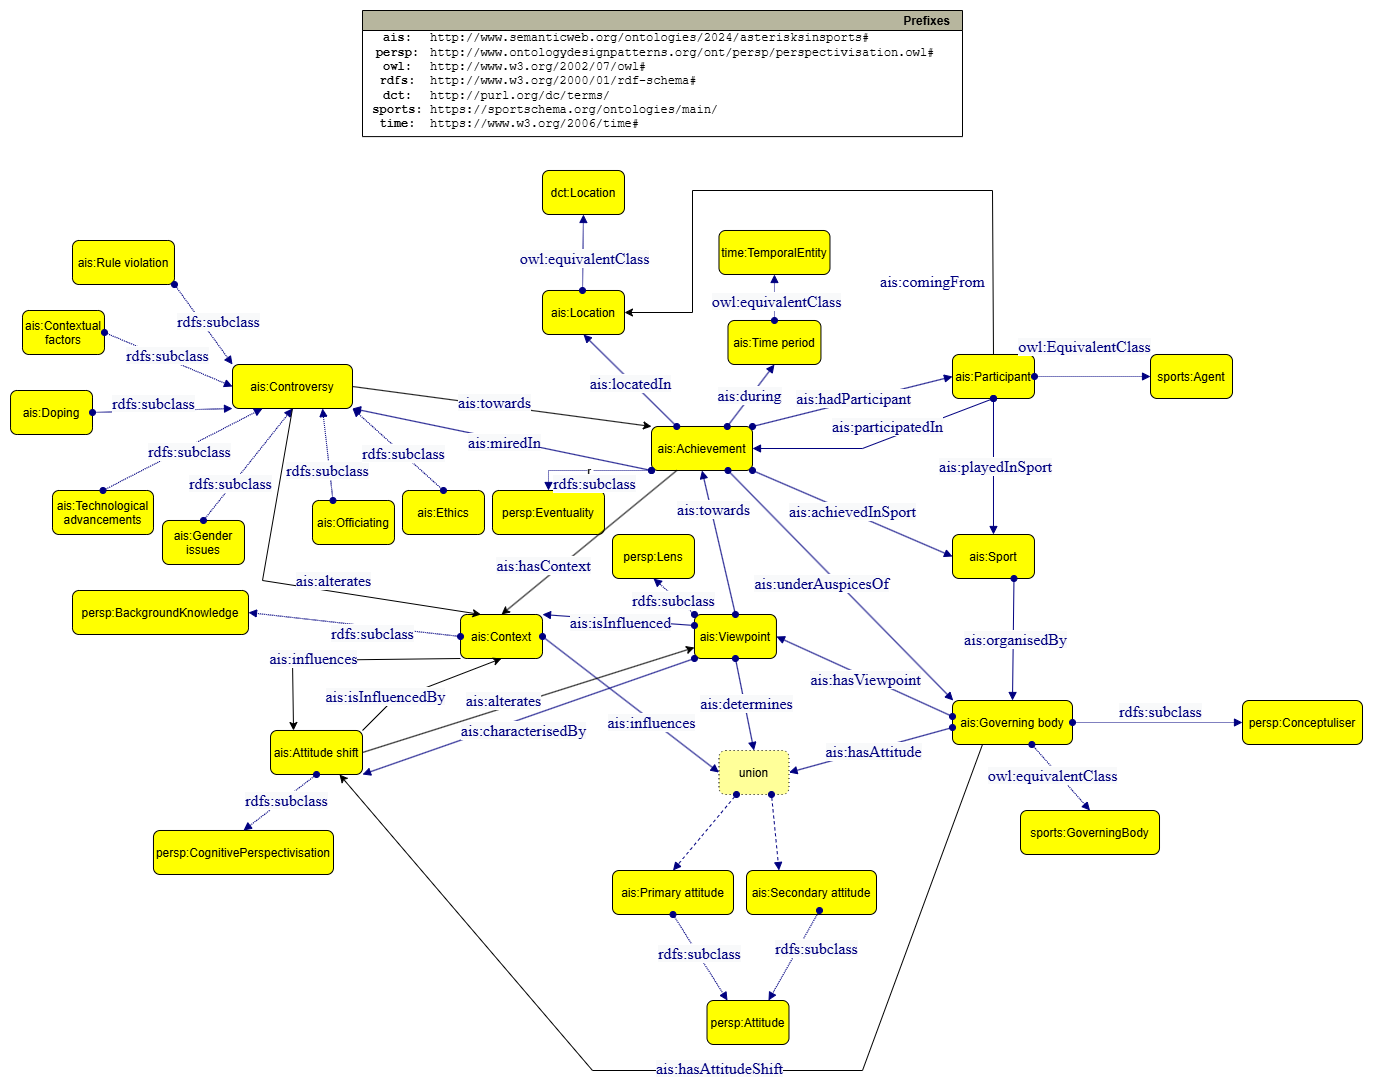 Prefixes
ais: http://www.semanticweb.org/ontologies/2024/asterisksinsports#
persp: http://www.ontologydesignpatterns.org/ont/persp/perspectivisation.owl#
owl: http://www.w3.org/2002/07/owl#
rdfs: http://www.w3.org/2000/01/rdf-schema#
dct: http://purl.org/dc/terms/
sports: https://sportschema.org/ontologies/main/
time: https://www.w3.org/2006/time#
dct:Location
ais:Rule violation
time:TemporalEntity
owl:equivalentClass
ais:comingFrom
owl:equivalentClass
ais:Location
rdfs:subclass
ais:Contextual
factors
ais:Time period
owl:EquivalentClass
rdfs:subclass
ais:Controversy
ais:locatedIn
ais:Participant
sports:Agent
ais:during
ais:hadParticipant
ais:Doping
rdfs:subclass
ais:towards
ais:participatedIn
ais:miredIn
ais:Achievement
rdfs:subclass
rdfs:subclass
rdfs:subclass
r
ais:playedInSport
rdfs:subclass
rdfs:subclass
ais:Technological
advancements
ais:Officiating
ais:Ethics
persp:Eventuality
ais:towards
ais:achievedInSport
ais:Gender
issues
persp:Lens
ais:Sport
ais:hasContext
ais:alterates
ais:underAuspicesOf
rdfs:subclass
persp:BackgroundKnowledge
rdfs:subclass
ais:Context
ais:isInfluenced
ais:Viewpoint
ais:organisedBy
ais:influences
ais:hasViewpoint
ais:isInfluencedBy
ais:alterates
ais:determines
ais:influences
ais:characterisedBy
ais:Governing body
rdfs:subclass
persp:Conceptuliser
ais:Attitude shift
ais:hasAttitude
union
owl:equivalentClass
rdfs:subclass
sports:GoverningBody
persp:CognitivePerspectivisation
ais:Primary attitude
ais:Secondary attitude
rdfs:subclass
rdfs:subclass
persp:Attitude
ais:hasAttitudeShift